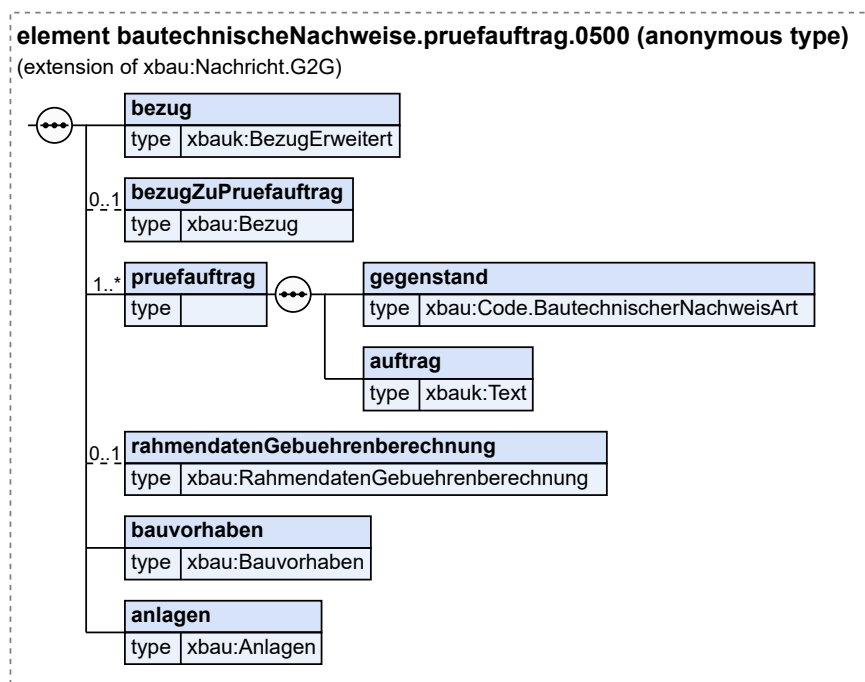 element bautechnischeNachweise.pruefauftrag.0500 (anonymous type)
(extension of xbau:Nachricht.G2G)
bezug
type xbauk:BezugErweitert
0..1 bezugZuPruefauftrag
type xbau:Bezug
1..* pruefauftrag
type
gegenstand
type xbau:Code.BautechnischerNachweisArt
auftrag
type xbauk:Text
0..1 rahmendatenGebuehrenberechnung
type xbau:RahmendatenGebuehrenberechnung
bauvorhaben
type xbau:Bauvorhaben
anlagen
type xbau:Anlagen